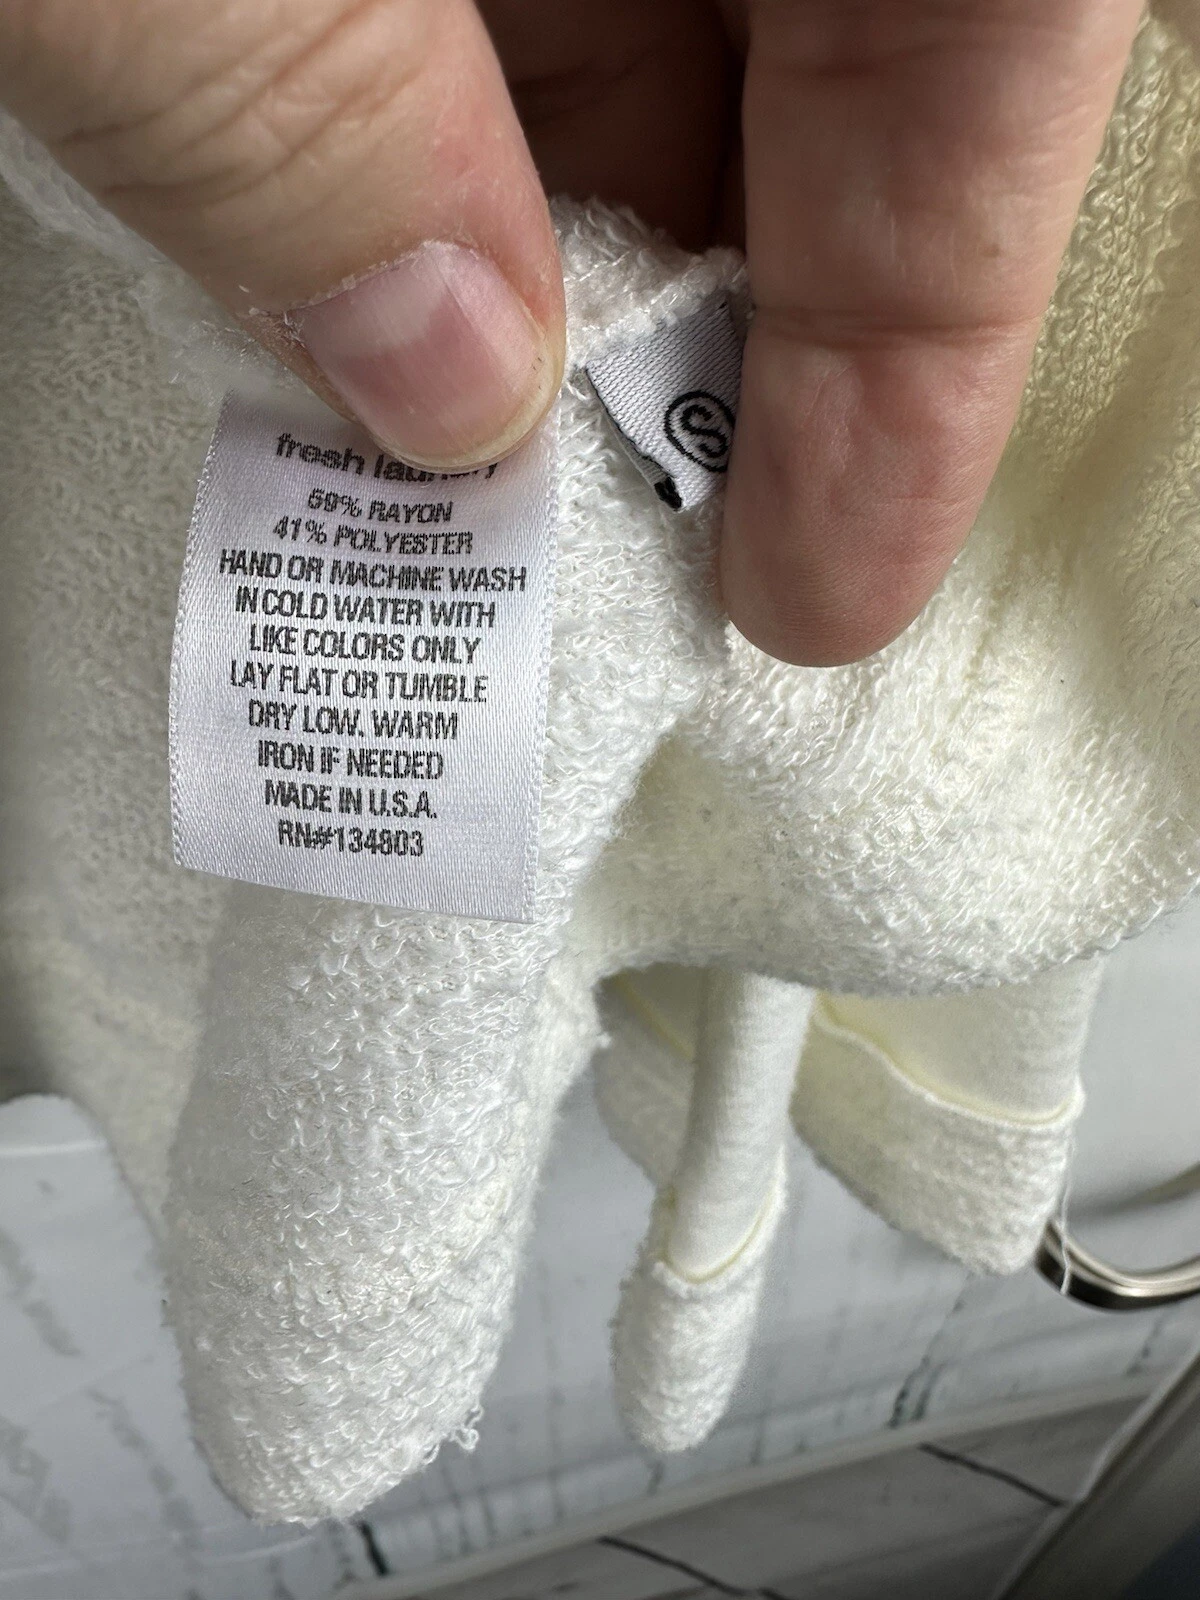 fresh laundry
59% RAYON
41% POLYESTER
HAND OR MACHINE WASH
IN COLD WATER WITH
LIKE COLORS ONLY
LAY FLAT OR TUMBLE
DRY LOW. WARM
IRON IF NEEDED
MADE IN U.S.A.
RN#134803
S